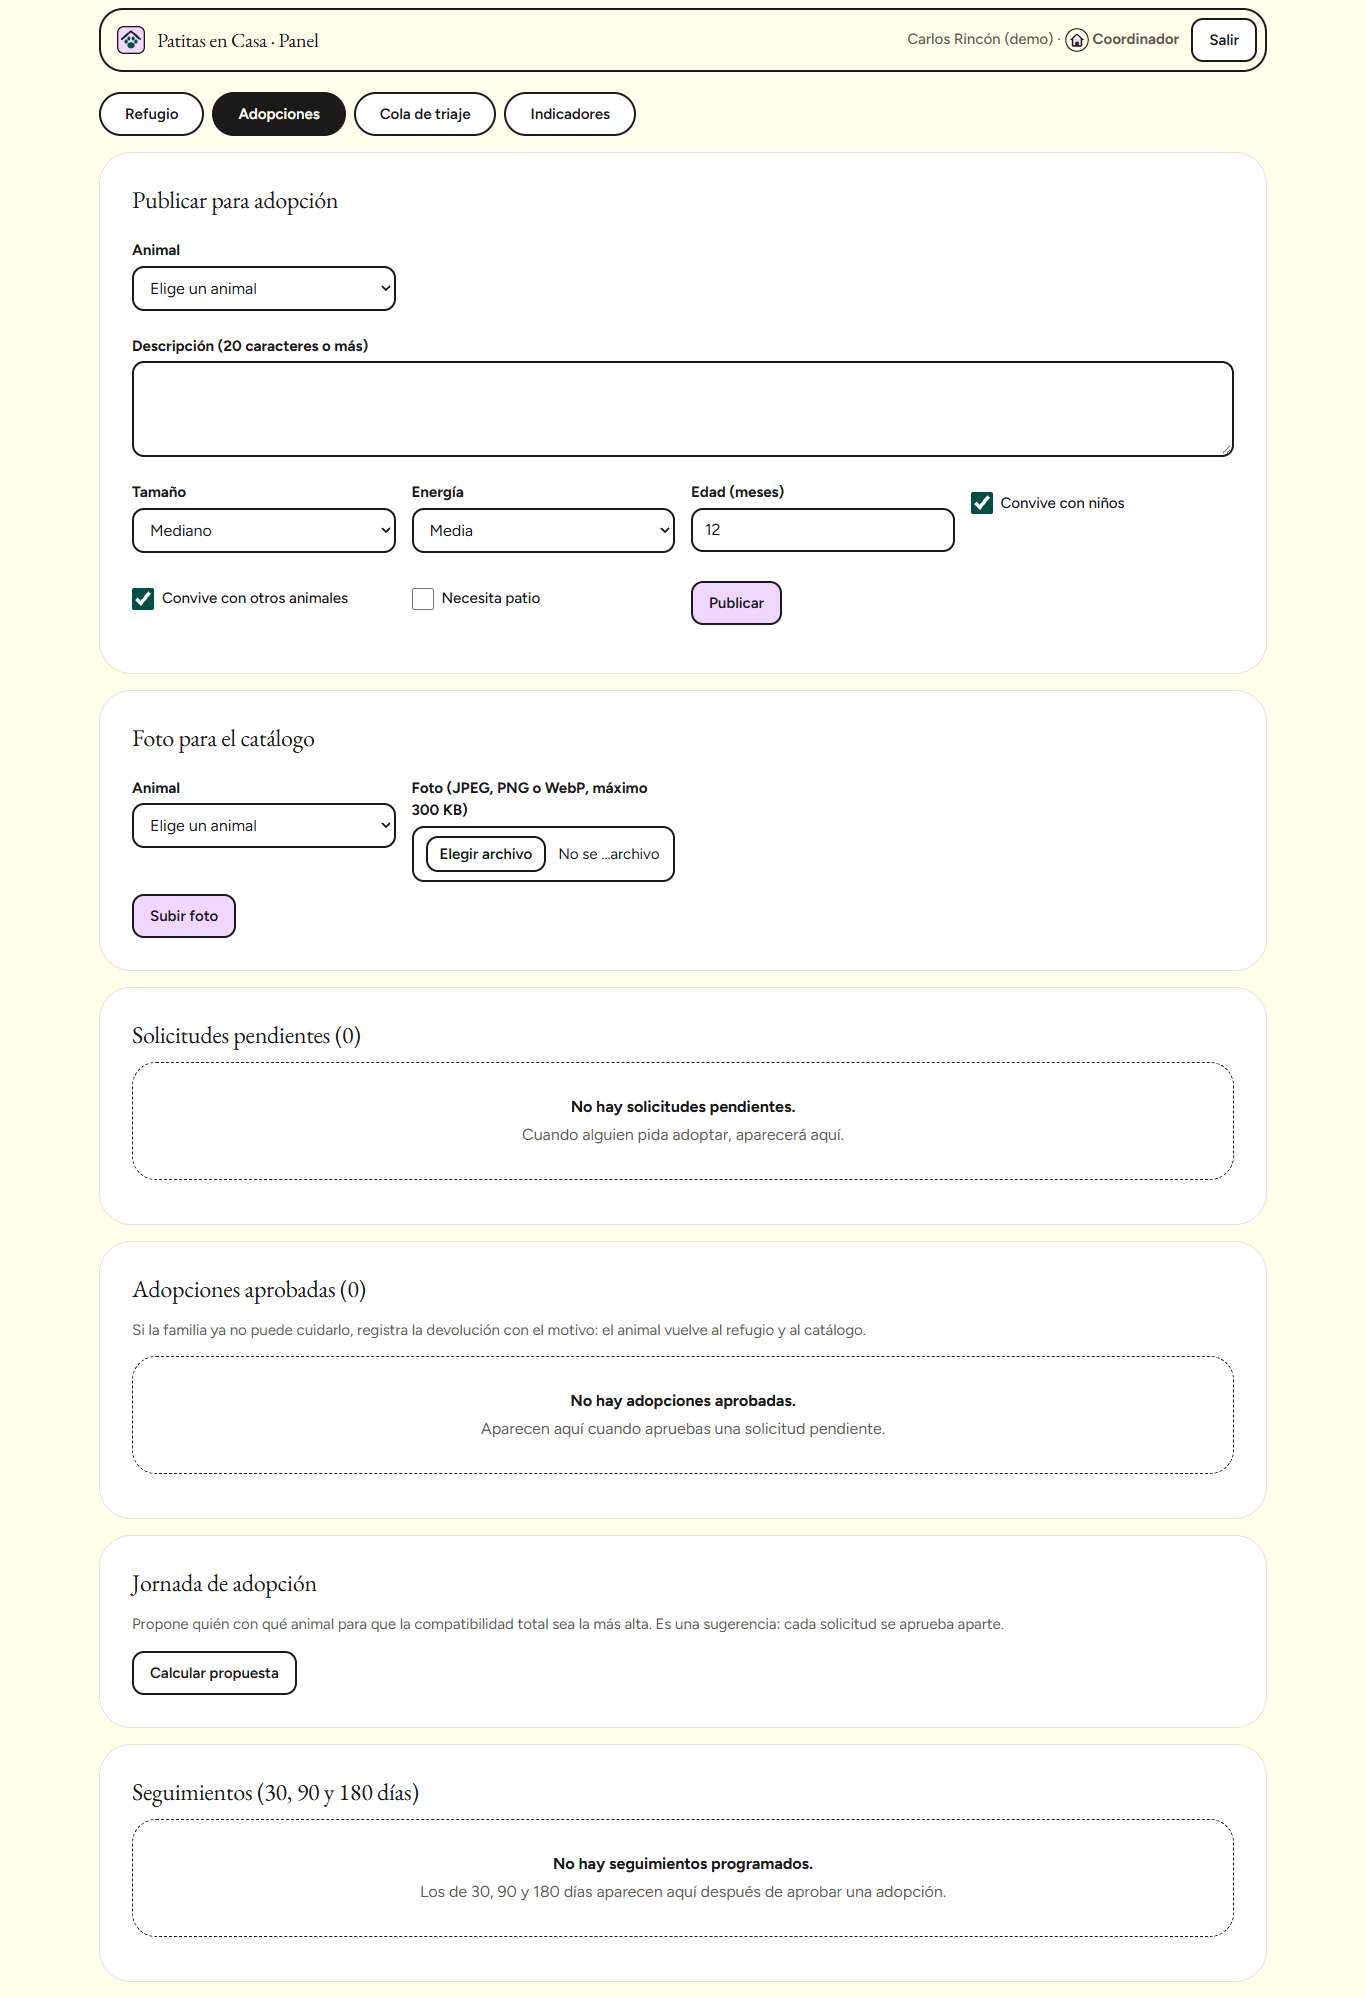 Patitas en Casa · Panel
Carlos Rincón (demo) · Coordinador
Salir
Refugio
Adopciones
Cola de triaje
Indicadores
Publicar para adopción
Animal
Elige un animal
Descripción (20 caracteres o más)
Tamaño
Energía
Edad (meses)
Convive con niños
Mediano
Media
12
Convive con otros animales
Necesita patio
Publicar
Foto para el catálogo
Animal
Foto (JPEG, PNG o WebP, máximo
300 KB)
Elige un animal
Elegir archivo
No se ...archivo
Subir foto
Solicitudes pendientes (0)
No hay solicitudes pendientes.
Cuando alguien pida adoptar, aparecerá aquí.
Adopciones aprobadas (0)
Si la familia ya no puede cuidarlo, registra la devolución con el motivo: el animal vuelve al refugio y al catálogo.
No hay adopciones aprobadas.
Aparecen aquí cuando apruebas una solicitud pendiente.
Jornada de adopción
Propone quién con qué animal para que la compatibilidad total sea la más alta. Es una sugerencia: cada solicitud se aprueba aparte.
Calcular propuesta
Seguimientos (30, 90 y 180 días)
No hay seguimientos programados.
Los de 30, 90 y 180 días aparecen aquí después de aprobar una adopción.